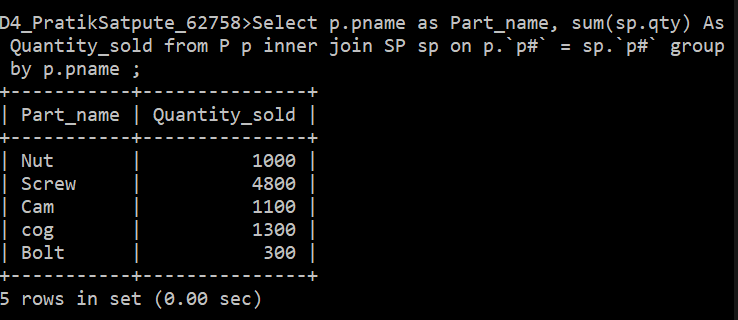 D4_PratikSatpute_62758>Select p.pname as Part_name, sum(sp.qty) As
 Quantity_sold from P p inner join SP sp on p.`p#` = sp.`p#` group
 by p.pname ;
+-----------+---------------+
| Part_name | Quantity_sold |
+-----------+---------------+
| Nut       |          1000 |
| Screw     |          4800 |
| Cam       |          1100 |
| cog       |          1300 |
| Bolt      |           300 |
+-----------+---------------+
5 rows in set (0.00 sec)